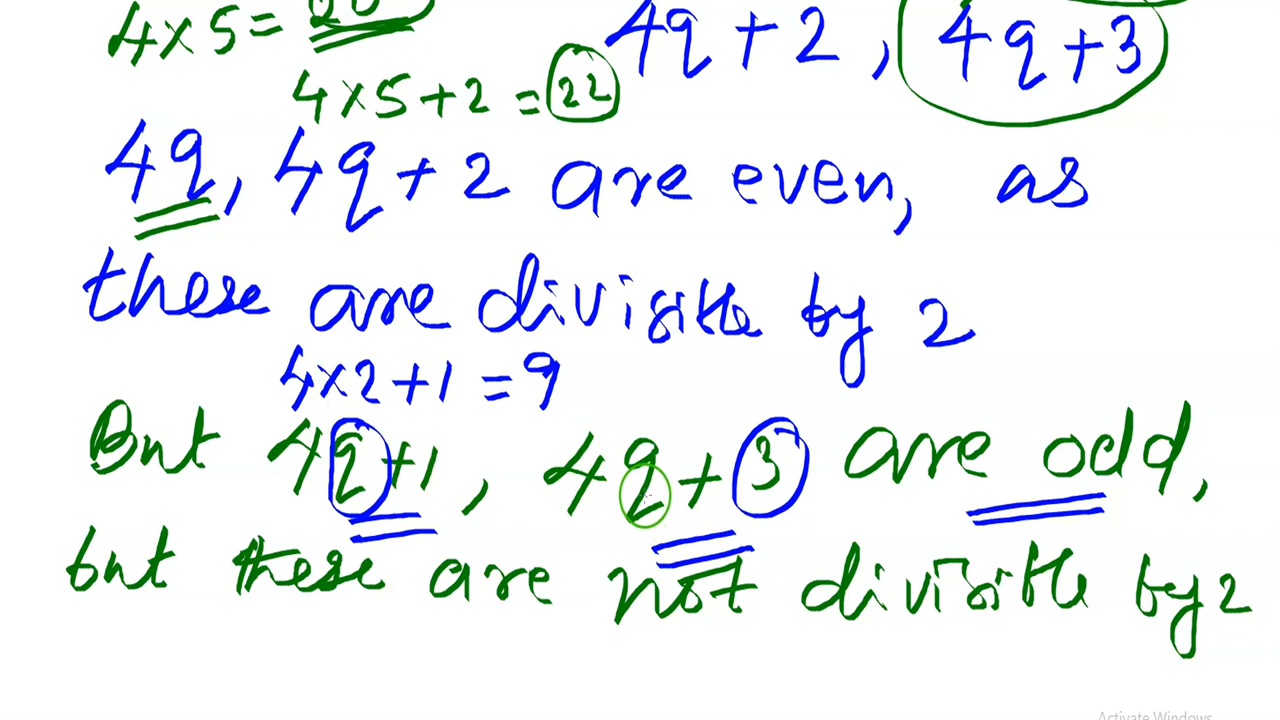 4×5= 20
4q+2, 4q+3
4×5+2=22
4q, 4q+2 are even, as
these are divisible by 2
4×2+1=9
But 4q+1, 4q+3 are odd,
but these are not divisible by 2
Activate Windows